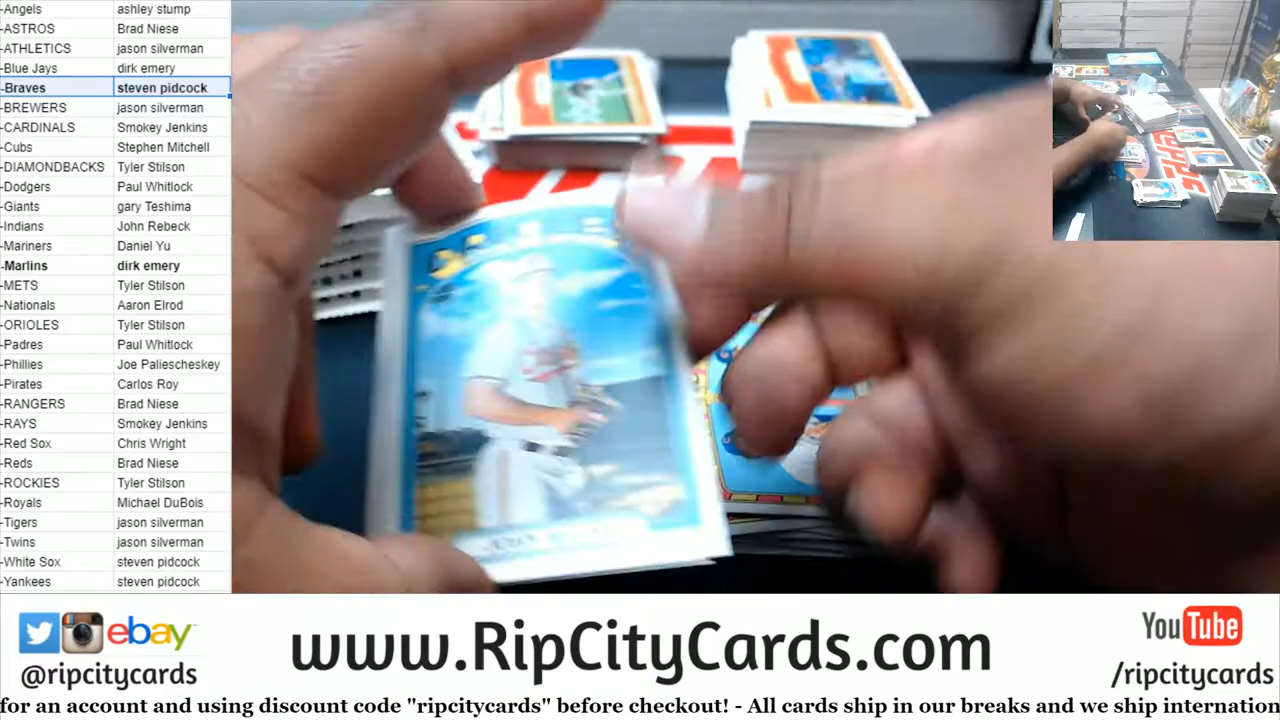 -Angels ashley stump
-ASTROS Brad Niese
-ATHLETICS jason silverman
-Blue Jays dirk emery
-Braves steven pidcock
-BREWERS jason silverman
-CARDINALS Smokey Jenkins
-Cubs Stephen Mitchell
-DIAMONDBACKS Tyler Stilson
-Dodgers Paul Whitlock
-Giants gary Teshima
-Indians John Rebeck
-Mariners Daniel Yu
-Marlins dirk emery
-METS Tyler Stilson
-Nationals Aaron Elrod
-ORIOLES Tyler Stilson
-Padres Paul Whitlock
-Phillies Joe Paliescheskey
-Pirates Carlos Roy
-RANGERS Brad Niese
-RAYS Smokey Jenkins
-Red Sox Chris Wright
-Reds Brad Niese
-ROCKIES Tyler Stilson
-Royals Michael DuBois
-Tigers jason silverman
-Twins jason silverman
-White Sox steven pidcock
-Yankees steven pidcock
TOPPS
ebay
@ripcitycards
www.RipCityCards.com
YouTube
/ripcitycards
for an account and using discount code "ripcitycards" before checkout! - All cards ship in our breaks and we ship internation